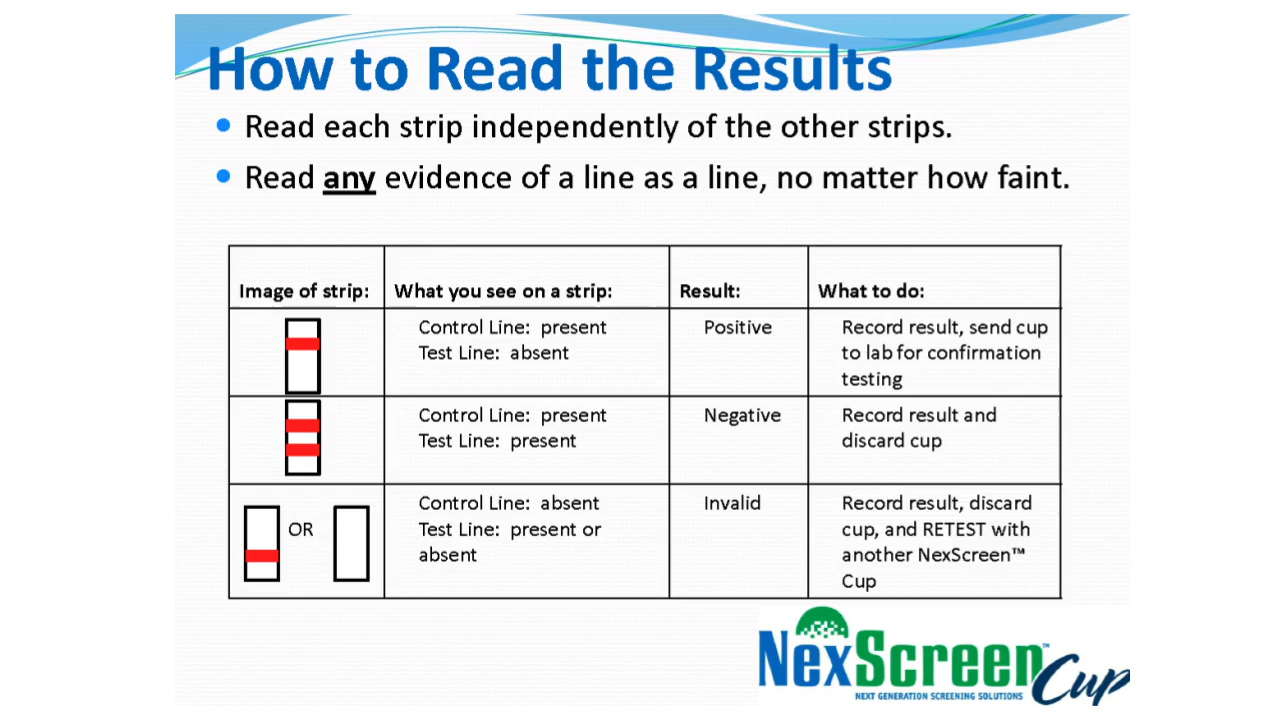 How to Read the Results
• Read each strip independently of the other strips.
• Read any evidence of a line as a line, no matter how faint.
Image of strip: What you see on a strip: Result: What to do:
Control Line: present Positive Record result, send cup
Test Line: absent to lab for confirmation
testing
Control Line: present Negative Record result and
Test Line: present discard cup
Control Line: absent Invalid Record result, discard
OR Test Line: present or cup, and RETEST with
absent another NexScreen™
Cup
NexScreen™ Cup
NEXT GENERATION SCREENING SOLUTIONS